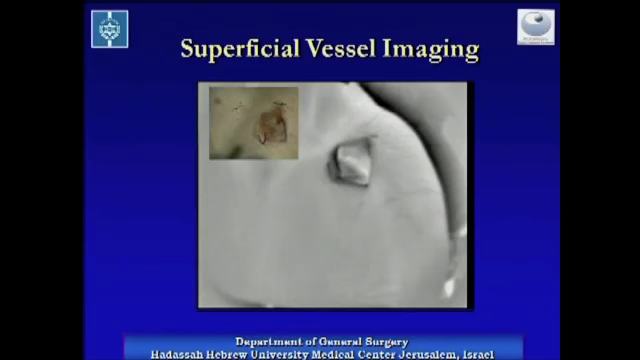 Superficial Vessel Imaging
Department of General Surgery
Hadassah Hebrew University Medical Center Jerusalem, Israel